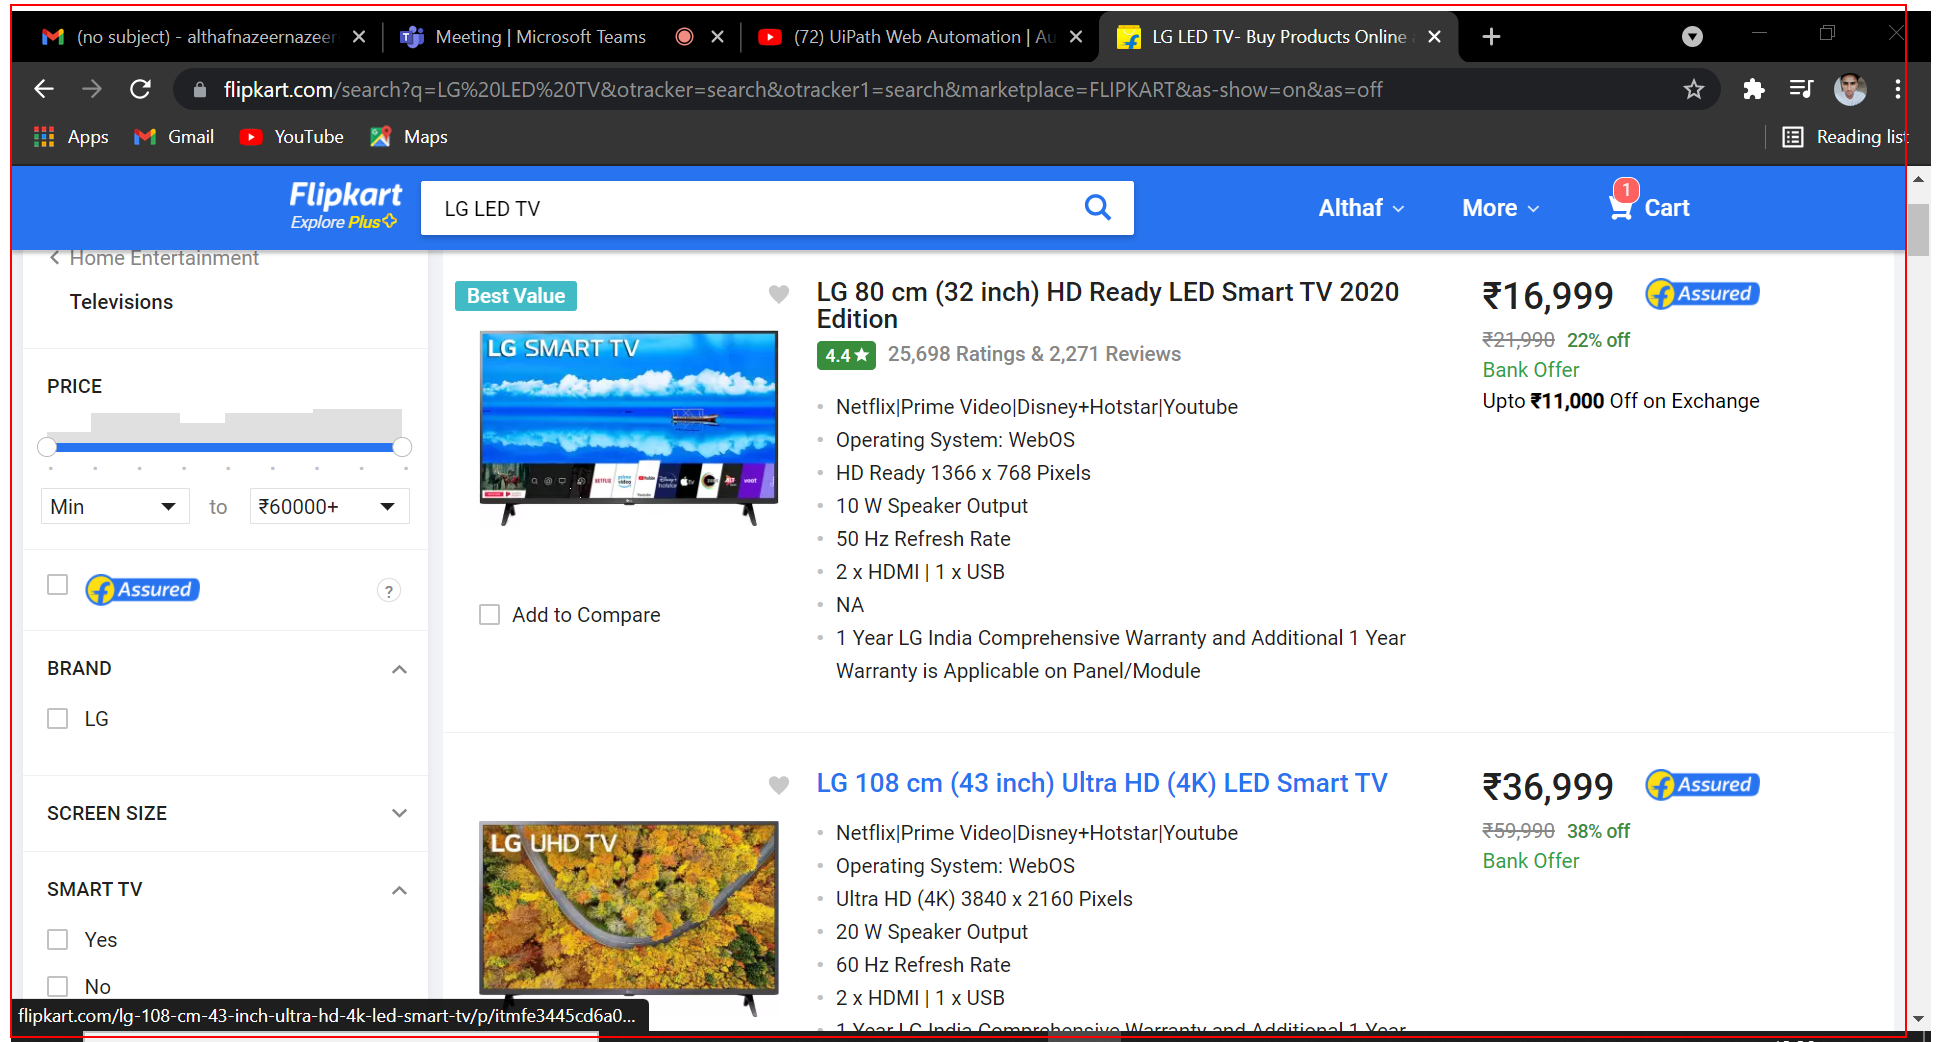 (no subject) - althafnazeernazeer
Meeting | Microsoft Teams
(72) UiPath Web Automation | Au
LG LED TV- Buy Products Online
flipkart.com/search?q=LG%20LED%20TV&otracker=search&otracker1=search&marketplace=FLIPKART&as-show=on&as=off
Apps
Gmail
YouTube
Maps
Reading list
Flipkart
Explore Plus
LG LED TV
Althaf
More
1
Cart
Home Entertainment
Televisions
PRICE
Min
to
₹60000+
Assured
?
BRAND
LG
SCREEN SIZE
SMART TV
Yes
No
Best Value
LG SMART TV
Add to Compare
LG 80 cm (32 inch) HD Ready LED Smart TV 2020
Edition
4.4 ★ 25,698 Ratings & 2,271 Reviews
Netflix|Prime Video|Disney+Hotstar|Youtube
Operating System: WebOS
HD Ready 1366 x 768 Pixels
10 W Speaker Output
50 Hz Refresh Rate
2 x HDMI | 1 x USB
NA
1 Year LG India Comprehensive Warranty and Additional 1 Year
Warranty is Applicable on Panel/Module
₹16,999
Assured
₹21,990 22% off
Bank Offer
Upto ₹11,000 Off on Exchange
LG UHD TV
LG 108 cm (43 inch) Ultra HD (4K) LED Smart TV
Netflix|Prime Video|Disney+Hotstar|Youtube
Operating System: WebOS
Ultra HD (4K) 3840 x 2160 Pixels
20 W Speaker Output
60 Hz Refresh Rate
2 x HDMI | 1 x USB
1 Year LG India Comprehensive Warranty and Additional 1 Year
₹36,999
Assured
₹59,990 38% off
Bank Offer
flipkart.com/lg-108-cm-43-inch-ultra-hd-4k-led-smart-tv/p/itmfe3445cd6a0...